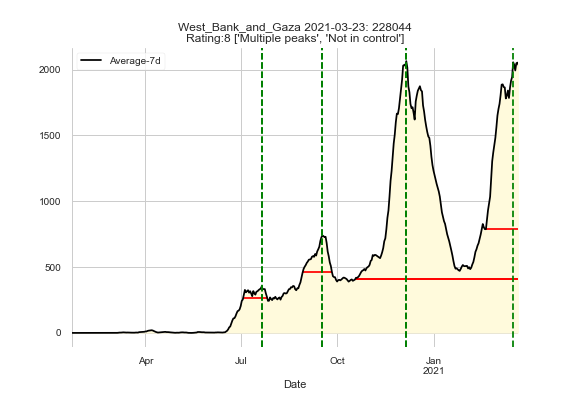 West_Bank_and_Gaza 2021-03-23: 228044
Rating:8 ['Multiple peaks', 'Not in control']
Average-7d
2000
1500
1000
500
0
Apr
Jul
Oct
Jan
2021
Date